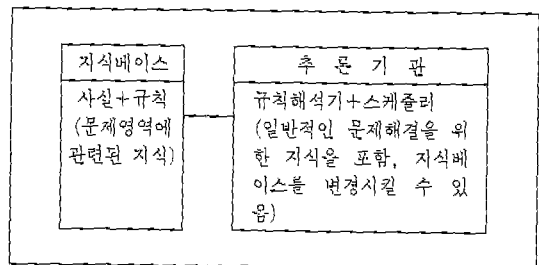 지식베이스
사실+규칙
(문제영역에
관련된 지식)
추 론 기 관
규칙해석기+스케쥴러
(일반적인 문제해결을 위
한 지식을 포함, 지식베
이스를 변경시킬 수 있
음)